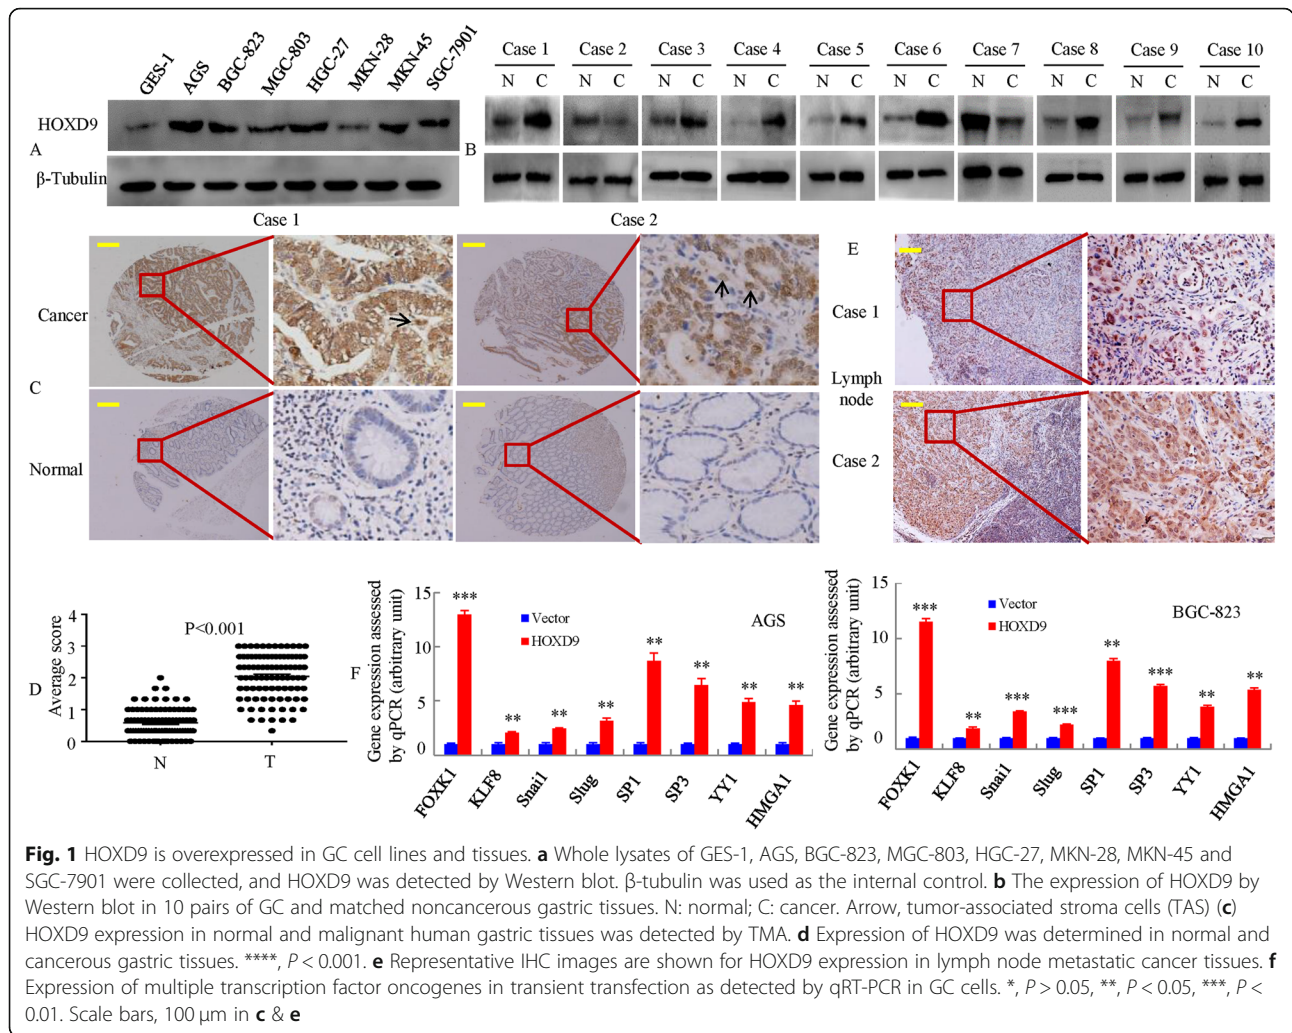 GES-1 AGS BGC-823 MGC-803 HGC-27 MKN-28 MKN-45 SGC-7901
HOXD9
A
β-Tubulin
Case 1 Case 2 Case 3 Case 4 Case 5 Case 6 Case 7 Case 8 Case 9 Case 10
N C N C N C N C N C N C N C N C N C N C
B
Case 1 Case 2
Cancer
C
Normal
E
Case 1
Lymph
node
Case 2
D
Average score
4
3
2
1
0
P<0.001
N T
F
Gene expression assessed
by qPCR (arbitrary unit)
15
10
5
0
Vector
HOXD9
AGS
*** ** ** ** ** ** ** **
FOXK1 KLF8 Snai1 Slug SP1 SP3 YY1 HMGA1
Gene expression assessed
by qPCR (arbitrary unit)
15
10
5
0
Vector
HOXD9
BGC-823
*** ** *** *** ** *** ** **
FOXK1 KLF8 Snai1 Slug SP1 SP3 YY1 HMGA1
Fig. 1 HOXD9 is overexpressed in GC cell lines and tissues. a Whole lysates of GES-1, AGS, BGC-823, MGC-803, HGC-27, MKN-28, MKN-45 and
SGC-7901 were collected, and HOXD9 was detected by Western blot. β-tubulin was used as the internal control. b The expression of HOXD9 by
Western blot in 10 pairs of GC and matched noncancerous gastric tissues. N: normal; C: cancer. Arrow, tumor-associated stroma cells (TAS) (c)
HOXD9 expression in normal and malignant human gastric tissues was detected by TMA. d Expression of HOXD9 was determined in normal and
cancerous gastric tissues. ****, P < 0.001. e Representative IHC images are shown for HOXD9 expression in lymph node metastatic cancer tissues. f
Expression of multiple transcription factor oncogenes in transient transfection as detected by qRT-PCR in GC cells. *, P > 0.05, **, P < 0.05, ***, P <
0.01. Scale bars, 100 μm in c & e